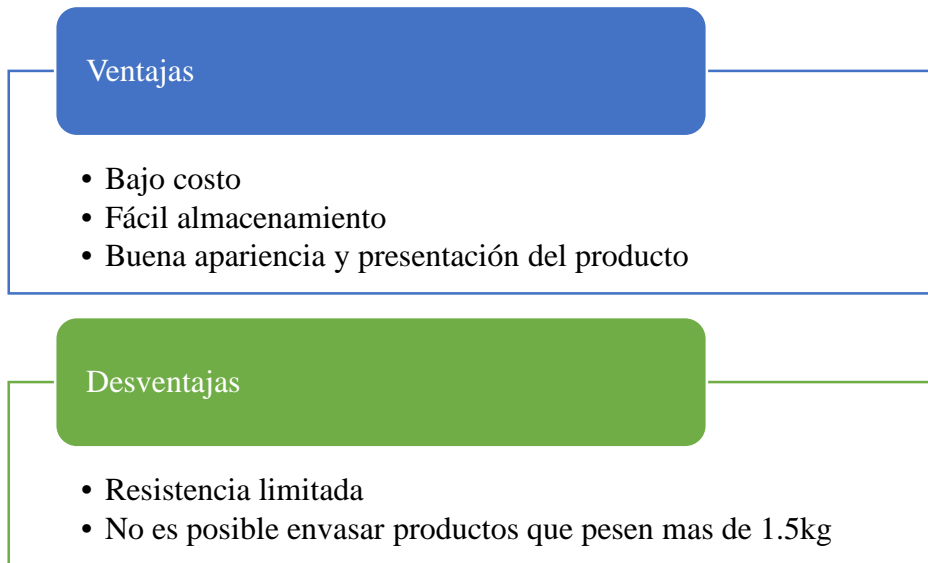 Ventajas
• Bajo costo
• Fácil almacenamiento
• Buena apariencia y presentación del producto
Desventajas
• Resistencia limitada
• No es posible envasar productos que pesen mas de 1.5kg